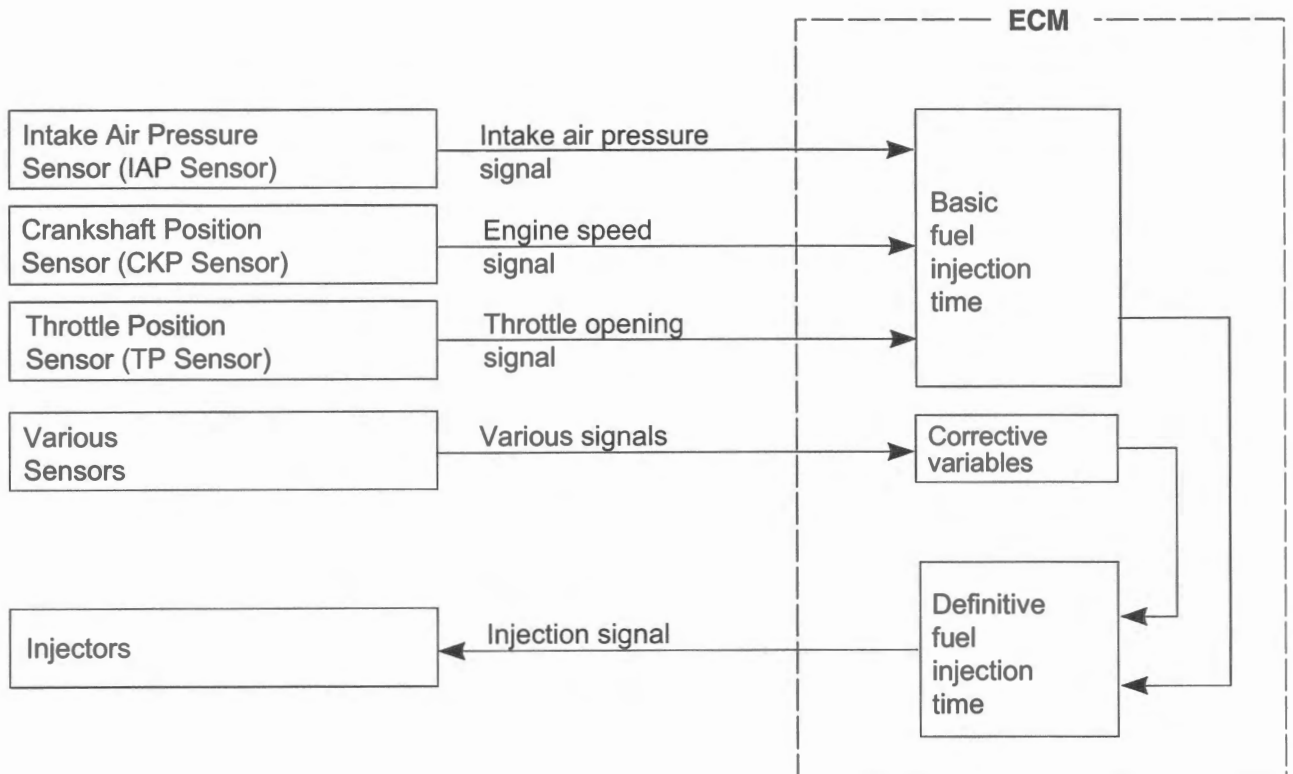 ECM
Intake Air Pressure
Sensor (IAP Sensor)
Intake air pressure
signal
Crankshaft Position
Sensor (CKP Sensor)
Engine speed
signal
Throttle Position
Sensor (TP Sensor)
Throttle opening
signal
Basic
fuel
injection
time
Various
Sensors
Various signals
Corrective
variables
Injectors
Injection signal
Definitive
fuel
injection
time